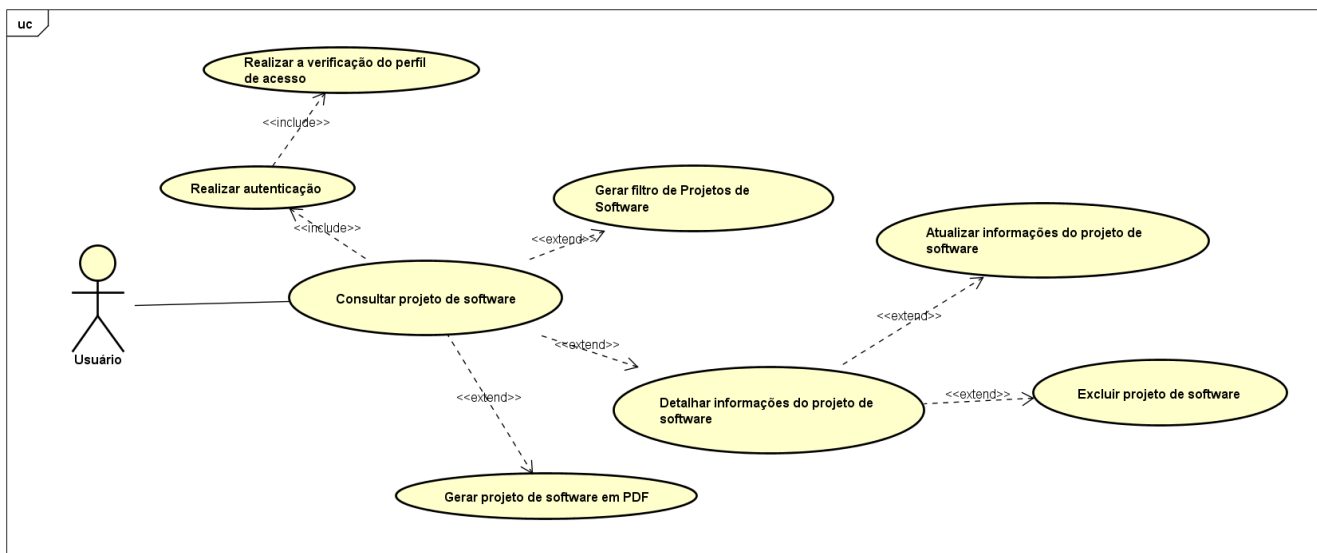 uc
Realizar a verificação do perfil
de acesso
<<include>>
Realizar autenticação
<<include>>
Gerar filtro de Projetos de
Software
<<extend>>
Atualizar informações do projeto de
software
Consultar projeto de software
Usuário
<<extend>>
<<extend>>
Detalhar informações do projeto de
software
<<extend>>
Excluir projeto de software
<<extend>>
Gerar projeto de software em PDF